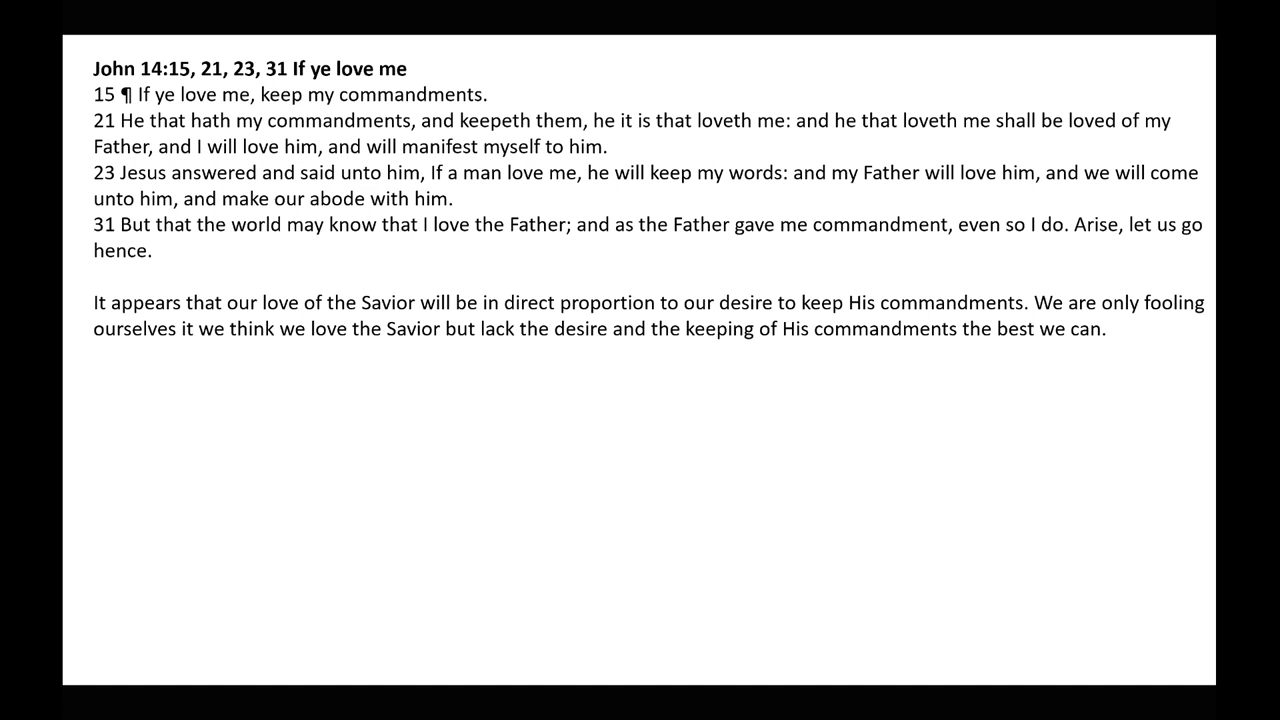 John 14:15, 21, 23, 31 If ye love me
15 ¶ If ye love me, keep my commandments.
21 He that hath my commandments, and keepeth them, he it is that loveth me: and he that loveth me shall be loved of my
Father, and I will love him, and will manifest myself to him.
23 Jesus answered and said unto him, If a man love me, he will keep my words: and my Father will love him, and we will come
unto him, and make our abode with him.
31 But that the world may know that I love the Father; and as the Father gave me commandment, even so I do. Arise, let us go
hence.
It appears that our love of the Savior will be in direct proportion to our desire to keep His commandments. We are only fooling
ourselves it we think we love the Savior but lack the desire and the keeping of His commandments the best we can.